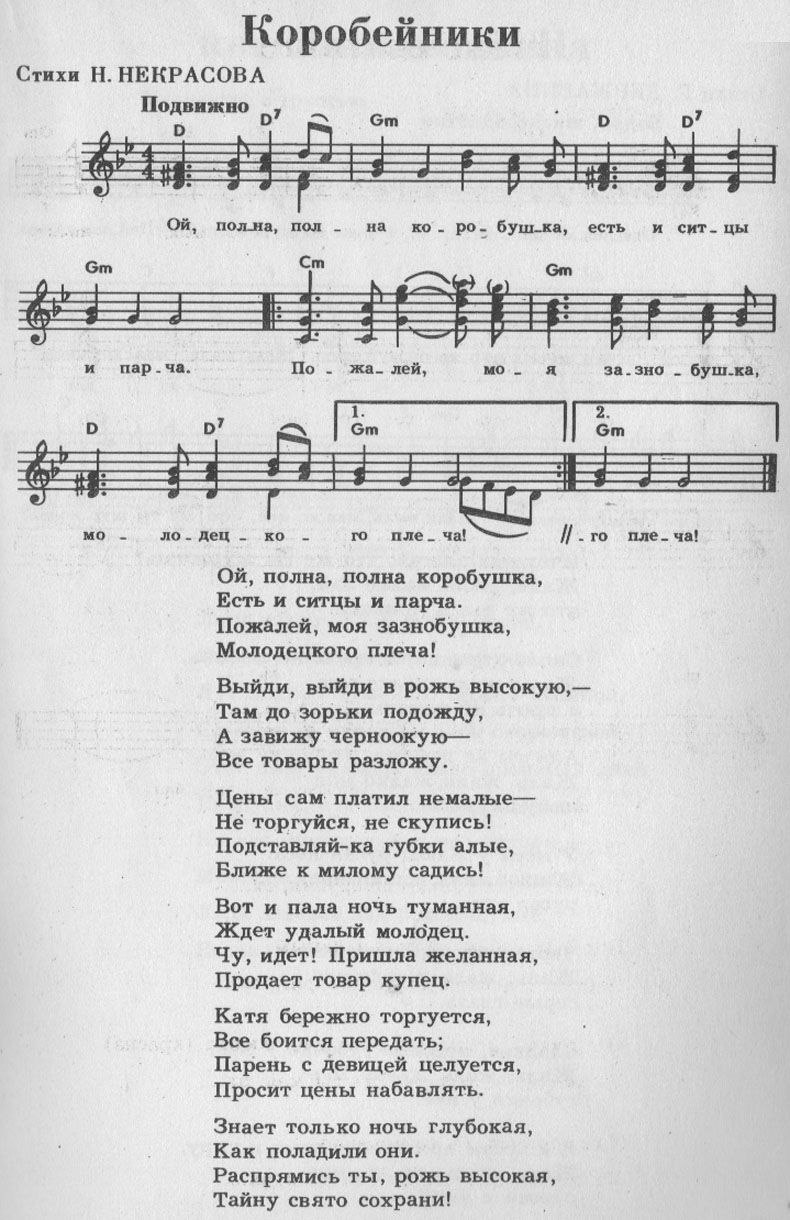 Коробейники
Стихи Н. НЕКРАСОВА
Подвижно
D D7 Gm D D7
Ой, пол-на, пол - на ко - ро - буш-ка, есть и сит - цы
Gm Cm Gm
и пар - ча. По - жа - лей, мо - я за - зно - буш-ка,
1. 2.
D D7 Gm Gm
мо - ло - дец - ко - го пле - ча! // - го пле - ча!
Ой, полна, полна коробушка,
Есть и ситцы и парча.
Пожалей, моя зазнобушка,
Молодецкого плеча!
Выйди, выйди в рожь высокую,—
Там до зорьки подожду,
А завижу черноокую—
Все товары разложу.
Цены сам платил немалые—
Не торгуйся, не скупись!
Подставляй-ка губки алые,
Ближе к милому садись!
Вот и пала ночь туманная,
Ждет удалый молодец.
Чу, идет! Пришла желанная,
Продает товар купец.
Катя бережно торгуется,
Все боится передать;
Парень с девицей целуется,
Просит цены набавлять.
Знает только ночь глубокая,
Как поладили они.
Распрямись ты, рожь высокая,
Тайну свято сохрани!